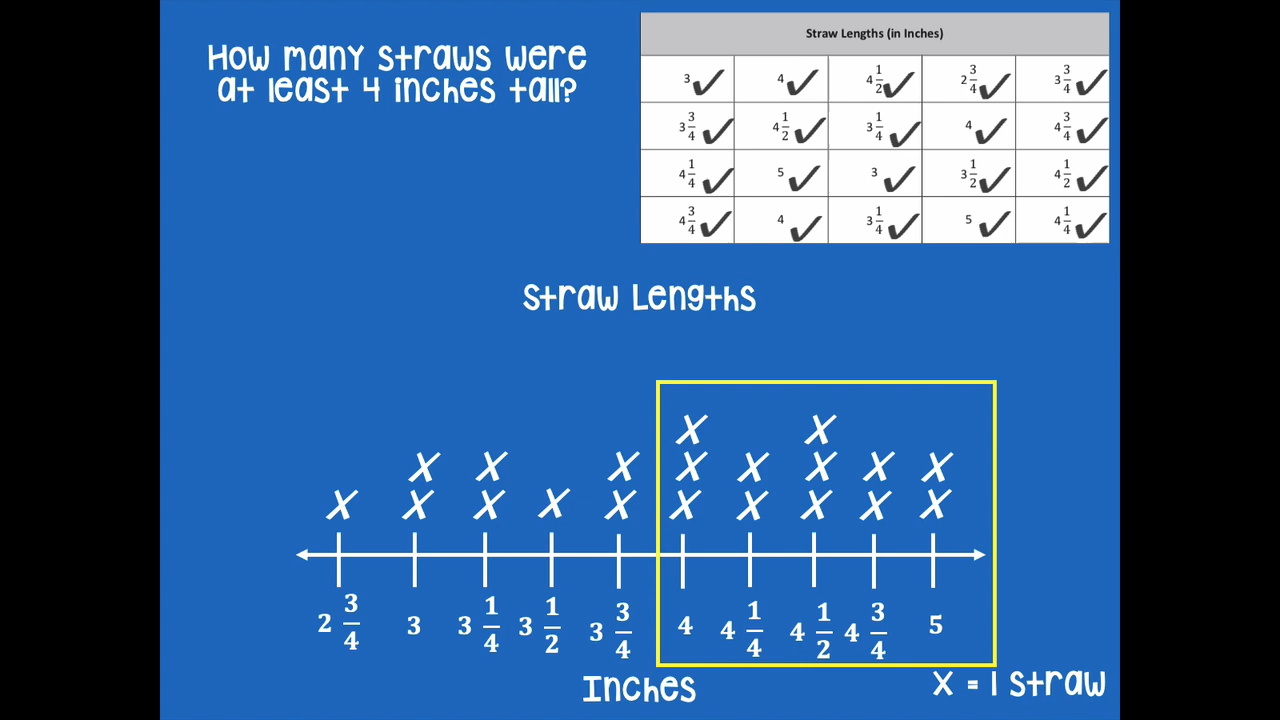 How many straws were
at least 4 inches tall?
Straw Lengths (in Inches)
3 4 4 1/2 2 3/4 3 3/4
3 3/4 4 1/2 3 1/4 4 4 3/4
4 1/4 5 3 3 1/2 4 1/2
4 3/4 4 3 1/4 5 4 1/4
Straw Lengths
X X
X X X X X X X X
X X X X X X X X X X
2 3/4 3 3 1/4 3 1/2 3 3/4 4 4 1/4 4 1/2 4 3/4 5
Inches
X = 1 straw